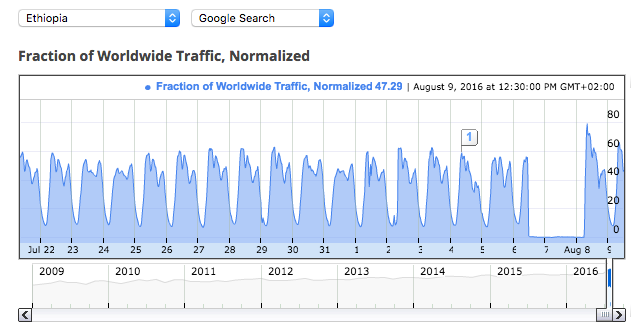 Ethiopia Google Search
Fraction of Worldwide Traffic, Normalized
Fraction of Worldwide Traffic, Normalized 47.29 | August 9, 2016 at 12:30:00 PM GMT+02:00
80
1
60
40
20
0
Jul 22 23 24 25 26 27 28 29 30 31 1 2 3 4 5 6 7 Aug 8 9
2009 2010 2011 2012 2013 2014 2015 2016